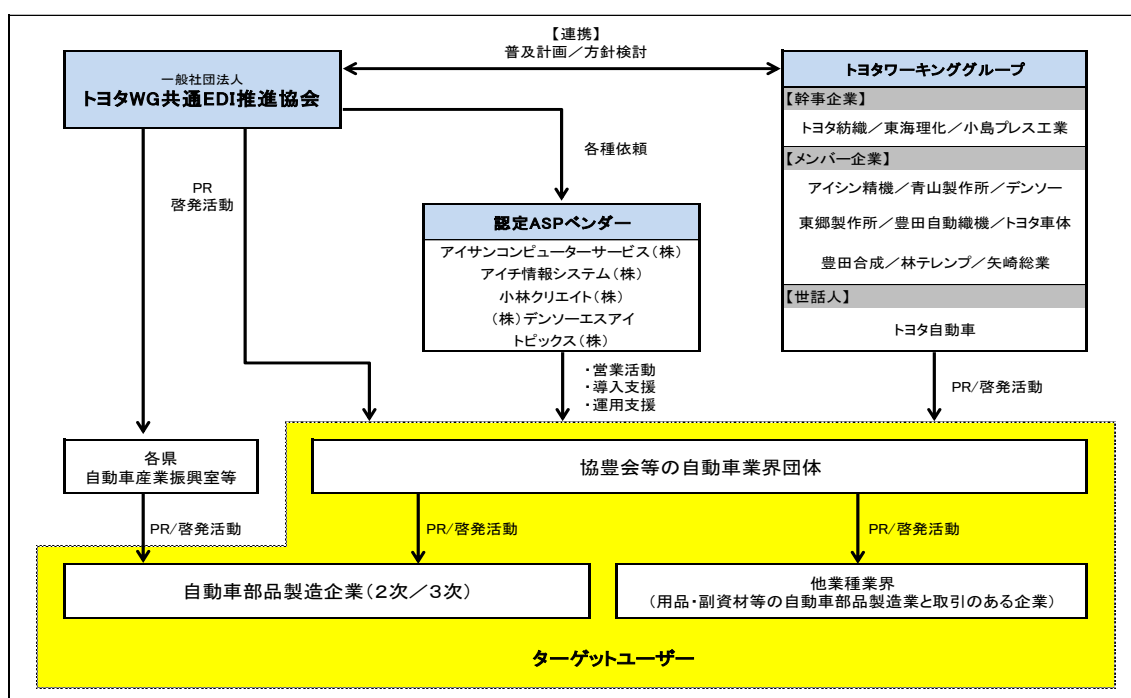 【連携】
普及計画／方針検討
一般社団法人
トヨタWG共通EDI推進協会
トヨタワーキンググループ
【幹事企業】
トヨタ紡織／東海理化／小島プレス工業
【メンバー企業】
アイシン精機／青山製作所／デンソー
東郷製作所／豊田自動織機／トヨタ車体
豊田合成／林テレンプ／矢崎総業
【世話人】
トヨタ自動車
各種依頼
PR
啓発活動
認定ASPベンダー
アイサンコンピューターサービス（株）
アイチ情報システム（株）
小林クリエイト（株）
（株）デンソーエスアイ
トピックス（株）
・営業活動
・導入支援
・運用支援
PR/啓発活動
各県
自動車産業振興室等
協豊会等の自動車業界団体
PR/啓発活動
PR/啓発活動
PR/啓発活動
自動車部品製造企業（２次／３次）
他業種業界
（用品・副資材等の自動車部品製造業と取引のある企業）
ターゲットユーザー